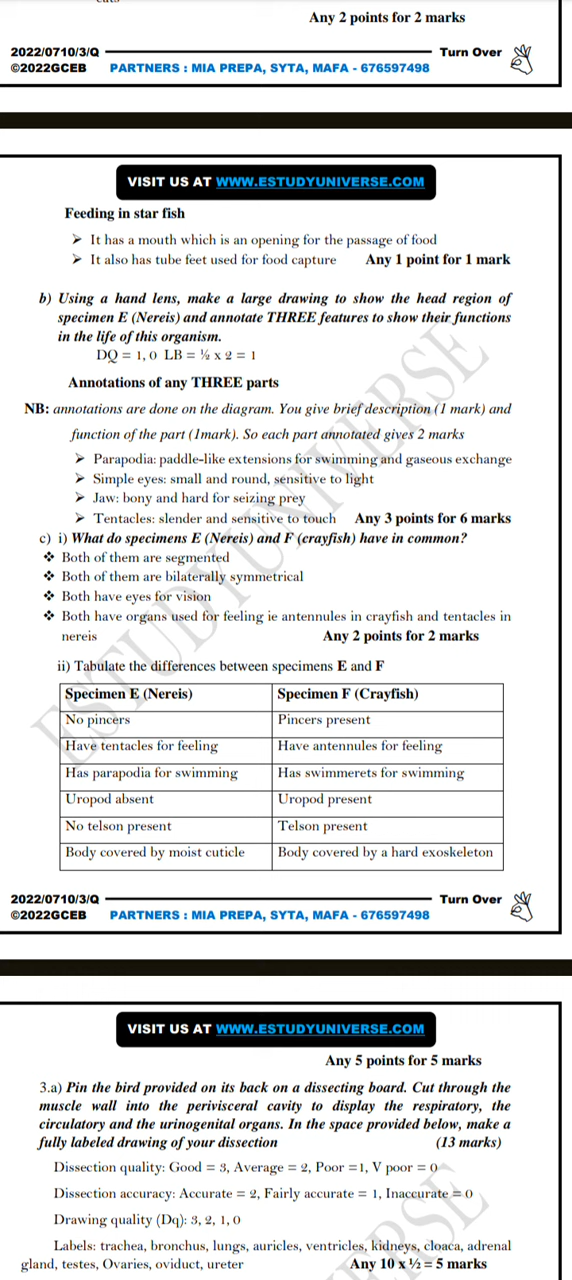 Any 2 points for 2 marks
2022/0710/3/Q Turn Over
©2022GCEB PARTNERS : MIA PREPA, SYTA, MAFA - 676597498
VISIT US AT WWW.ESTUDYUNIVERSE.COM
Feeding in star fish
➤ It has a mouth which is an opening for the passage of food
➤ It also has tube feet used for food capture Any 1 point for 1 mark
b) Using a hand lens, make a large drawing to show the head region of
specimen E (Nereis) and annotate THREE features to show their functions
in the life of this organism.
DQ = 1, 0 LB = ½ x 2 = 1
Annotations of any THREE parts
NB: annotations are done on the diagram. You give brief description (1 mark) and
function of the part (1mark). So each part annotated gives 2 marks
➤ Parapodia: paddle-like extensions for swimming and gaseous exchange
➤ Simple eyes: small and round, sensitive to light
➤ Jaw: bony and hard for seizing prey
➤ Tentacles: slender and sensitive to touch Any 3 points for 6 marks
c) i) What do specimens E (Nereis) and F (crayfish) have in common?
❖ Both of them are segmented
❖ Both of them are bilaterally symmetrical
❖ Both have eyes for vision
❖ Both have organs used for feeling ie antennules in crayfish and tentacles in
nereis Any 2 points for 2 marks
ii) Tabulate the differences between specimens E and F
Specimen E (Nereis) Specimen F (Crayfish)
No pincers Pincers present
Have tentacles for feeling Have antennules for feeling
Has parapodia for swimming Has swimmerets for swimming
Uropod absent Uropod present
No telson present Telson present
Body covered by moist cuticle Body covered by a hard exoskeleton
2022/0710/3/Q Turn Over
©2022GCEB PARTNERS : MIA PREPA, SYTA, MAFA - 676597498
VISIT US AT WWW.ESTUDYUNIVERSE.COM
Any 5 points for 5 marks
3.a) Pin the bird provided on its back on a dissecting board. Cut through the
muscle wall into the perivisceral cavity to display the respiratory, the
circulatory and the urinogenital organs. In the space provided below, make a
fully labeled drawing of your dissection (13 marks)
Dissection quality: Good = 3, Average = 2, Poor =1, V poor = 0
Dissection accuracy: Accurate = 2, Fairly accurate = 1, Inaccurate = 0
Drawing quality (Dq): 3, 2, 1, 0
Labels: trachea, bronchus, lungs, auricles, ventricles, kidneys, cloaca, adrenal
gland, testes, Ovaries, oviduct, ureter Any 10 x ½ = 5 marks
ESTUDYUNIVERSE